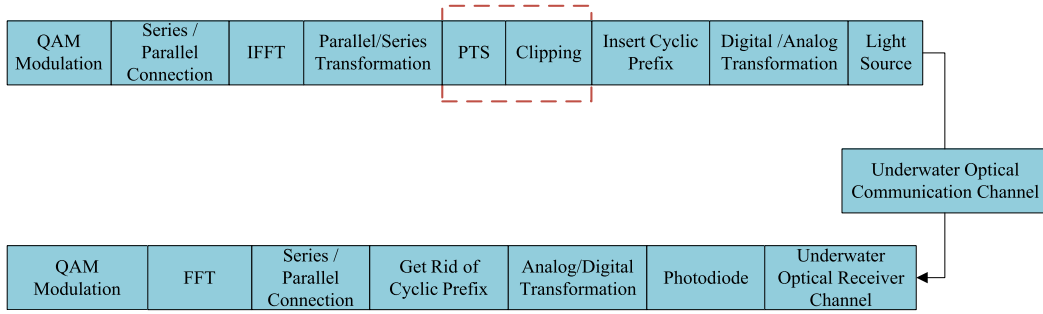 QAM
Modulation
Series /
Parallel
Connection
IFFT
Parallel/Series
Transformation
PTS
Clipping
Insert Cyclic
Prefix
Digital /Analog
Transformation
Light
Source
Underwater Optical
Communication Channel
QAM
Modulation
FFT
Series /
Parallel
Connection
Get Rid of
Cyclic Prefix
Analog/Digital
Transformation
Photodiode
Underwater
Optical Receiver
Channel